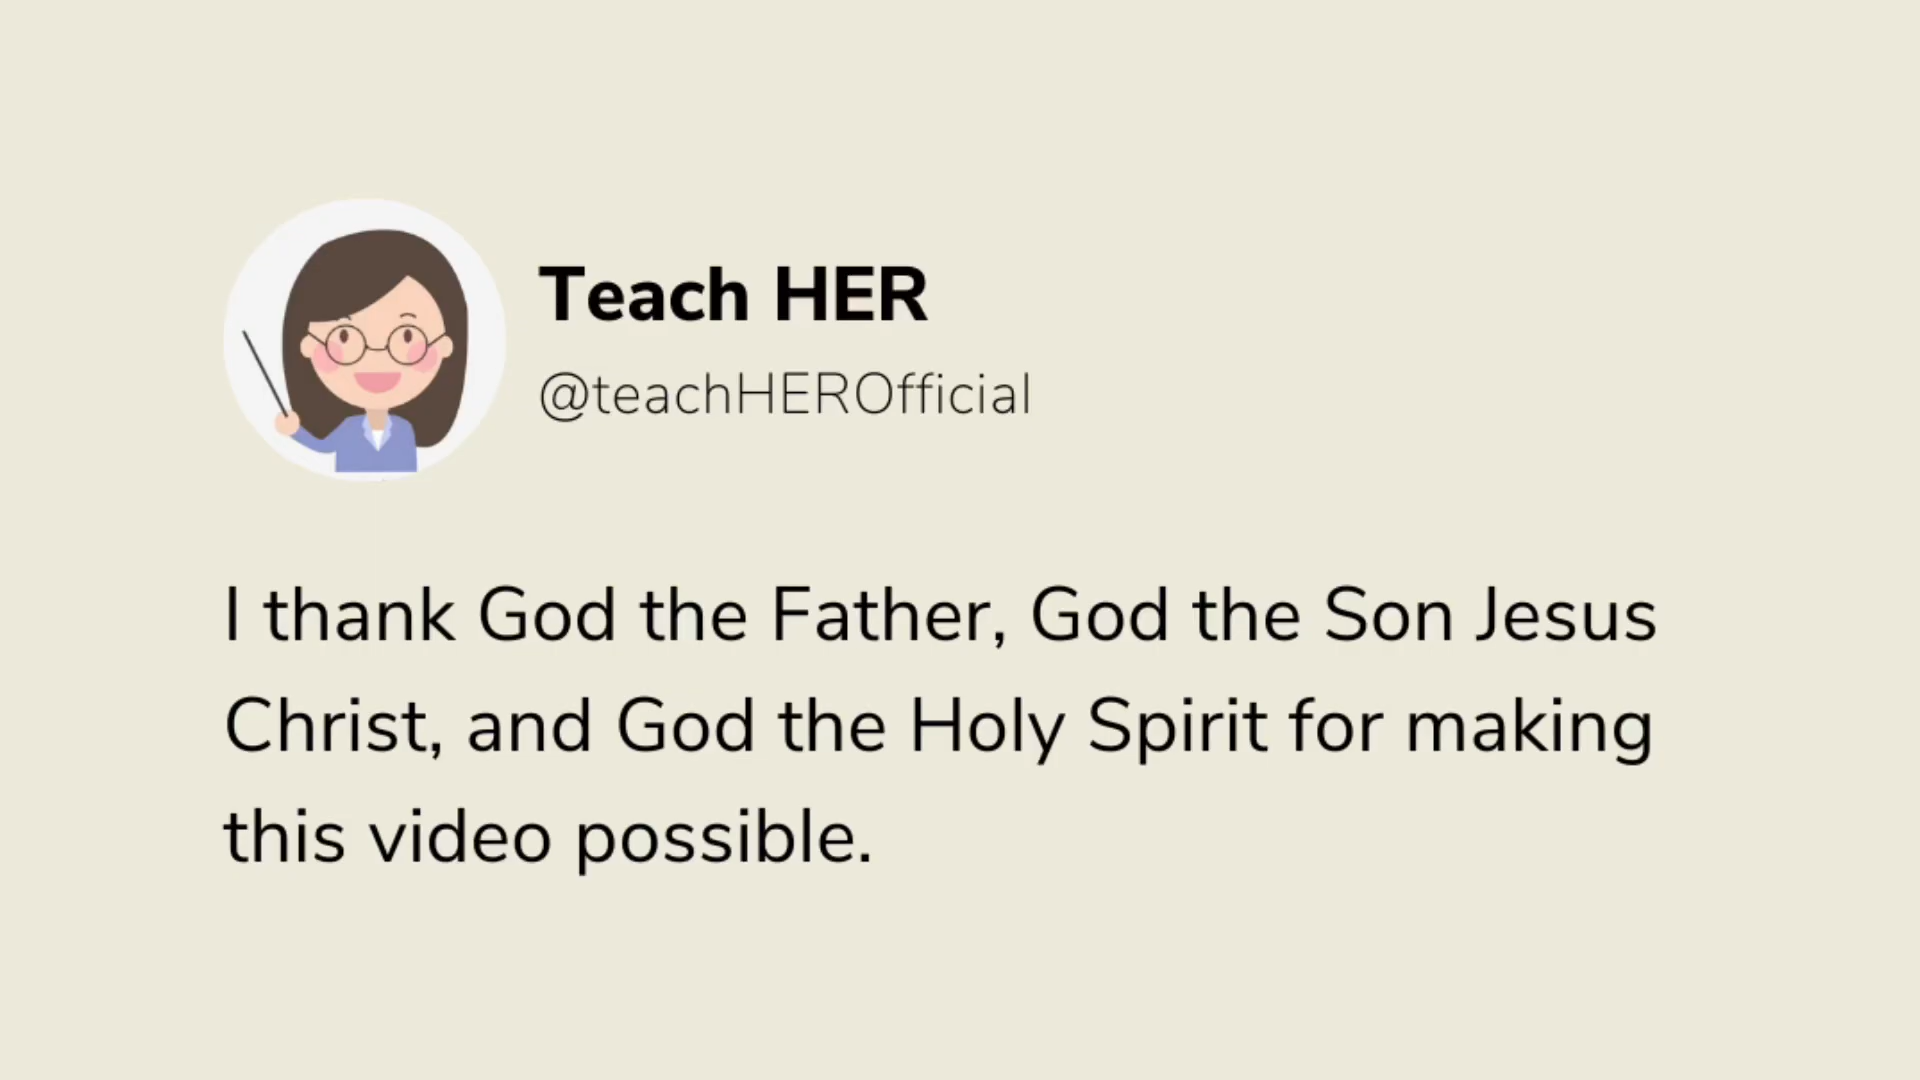 Teach HER
@teachHEROfficial
I thank God the Father, God the Son Jesus
Christ, and God the Holy Spirit for making
this video possible.